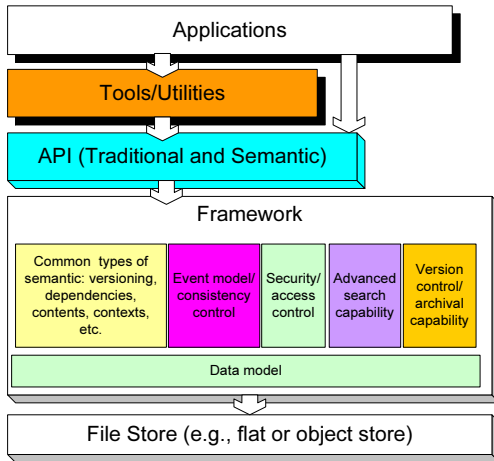 Applications
Tools/Utilities
API (Traditional and Semantic)
Framework
Common types of
semantic: versioning,
dependencies,
contents, contexts,
etc.
Event model/
consistency
control
Security/
access
control
Advanced
search
capability
Version
control/
archival
capability
Data model
File Store (e.g., flat or object store)